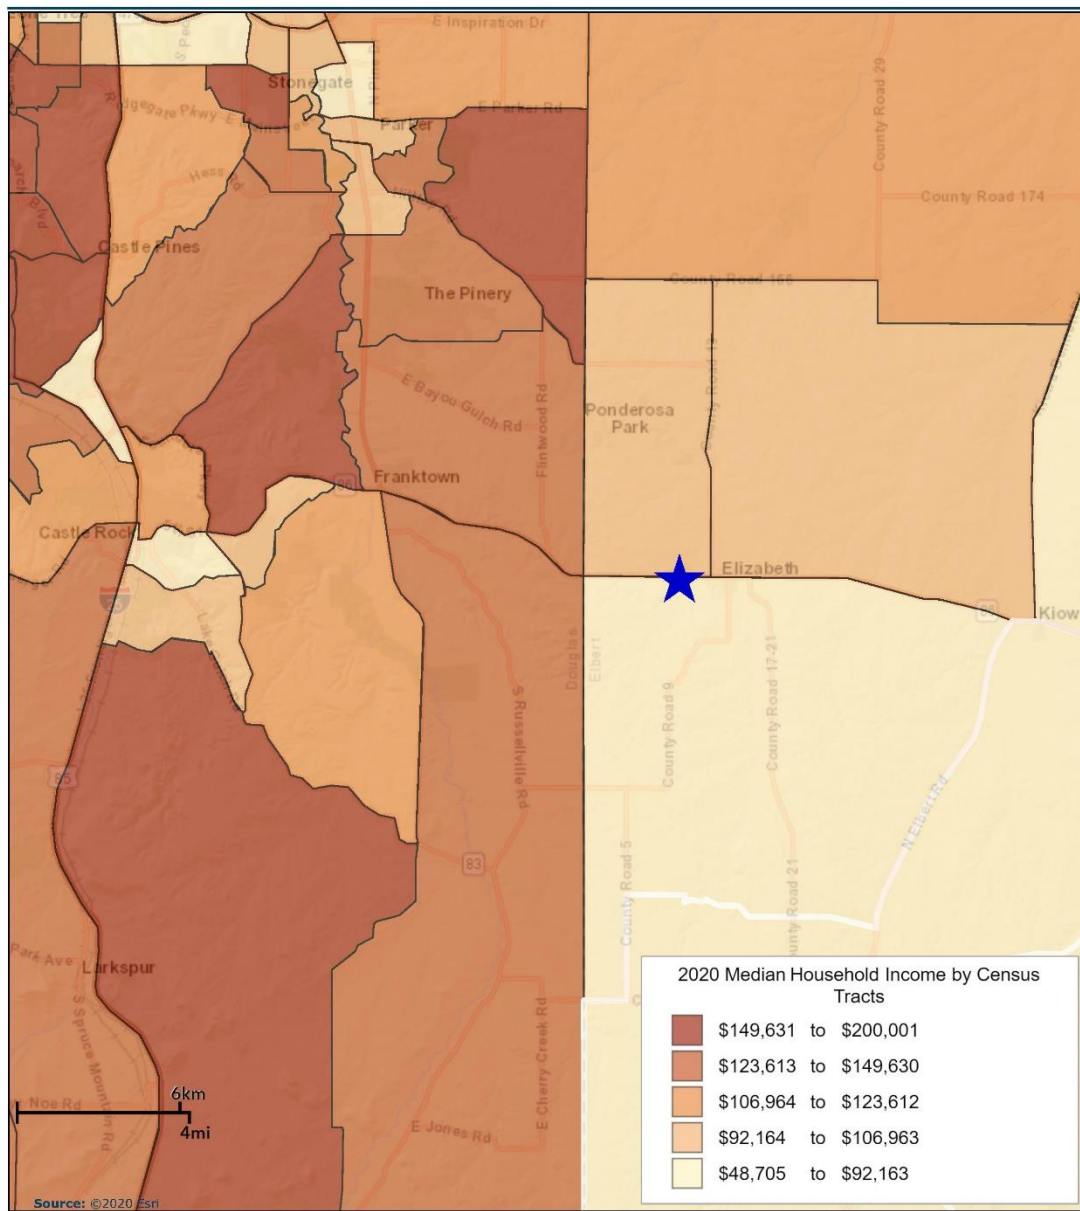 E Inspiration Dr
Stonegate
County Road 29
E Parker Rd
Parker
Hess Rd
County Road 174
Castle Pines
The Pinery
County Road 166
County Road 13
E Bayou Gulch Rd
Flintwood Rd
Ponderosa
Park
Franktown
86
Castle Rock
Elizabeth
86
Kiow
25
Douglas
Elbert
S Russellville Rd
County Road 9
County Road 17-21
85
N Elbert Rd
83
County Road 5
ounty Road 21
Park Ave
Larkspur
S Spruce Mountain Rd
E Cherry Creek Rd
Noe Rd
E Jones Rd
6km
4mi
2020 Median Household Income by Census
Tracts
$149,631 to $200,001
$123,613 to $149,630
$106,964 to $123,612
$92,164 to $106,963
$48,705 to $92,163
Source: ©2020 Esri